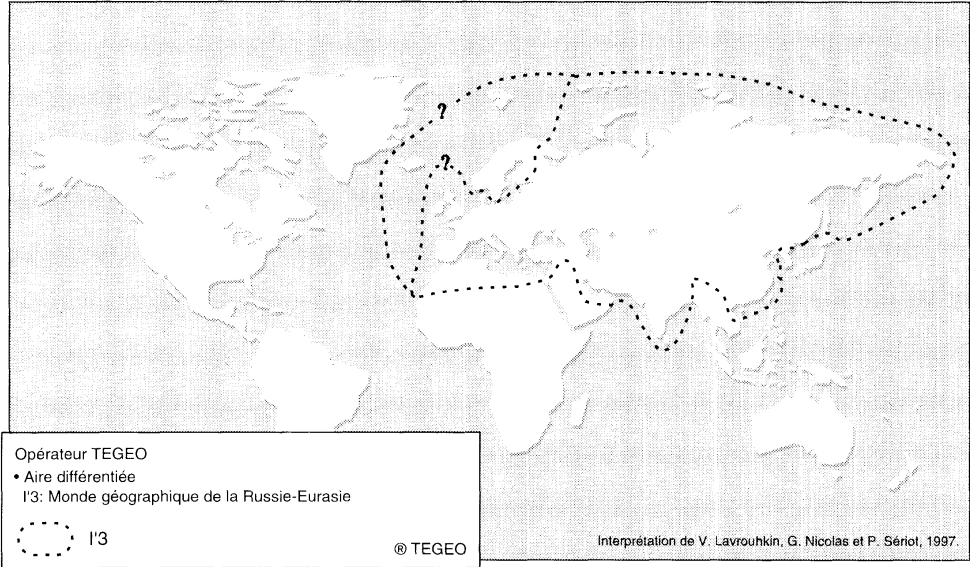 ?
?
Opérateur TEGEO
• Aire différentiée
I'3: Monde géographique de la Russie-Eurasie
I'3
® TEGEO
Interprétation de V. Lavrouhkin, G. Nicolas et P. Sériot, 1997.